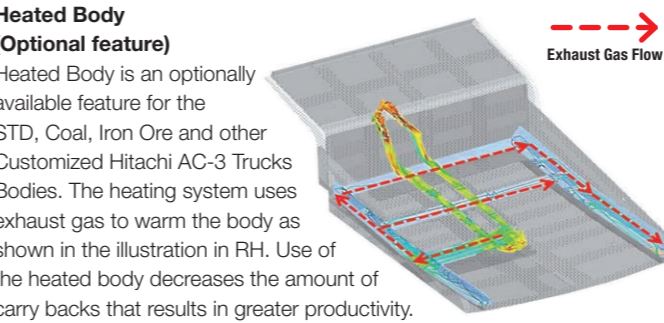 Heated Body
(Optional feature)
Heated Body is an optionally
available feature for the
STD, Coal, Iron Ore and other
Customized Hitachi AC-3 Trucks
Bodies. The heating system uses
exhaust gas to warm the body as
shown in the illustration in RH. Use of
the heated body decreases the amount of
carry backs that results in greater productivity.
Exhaust Gas Flow